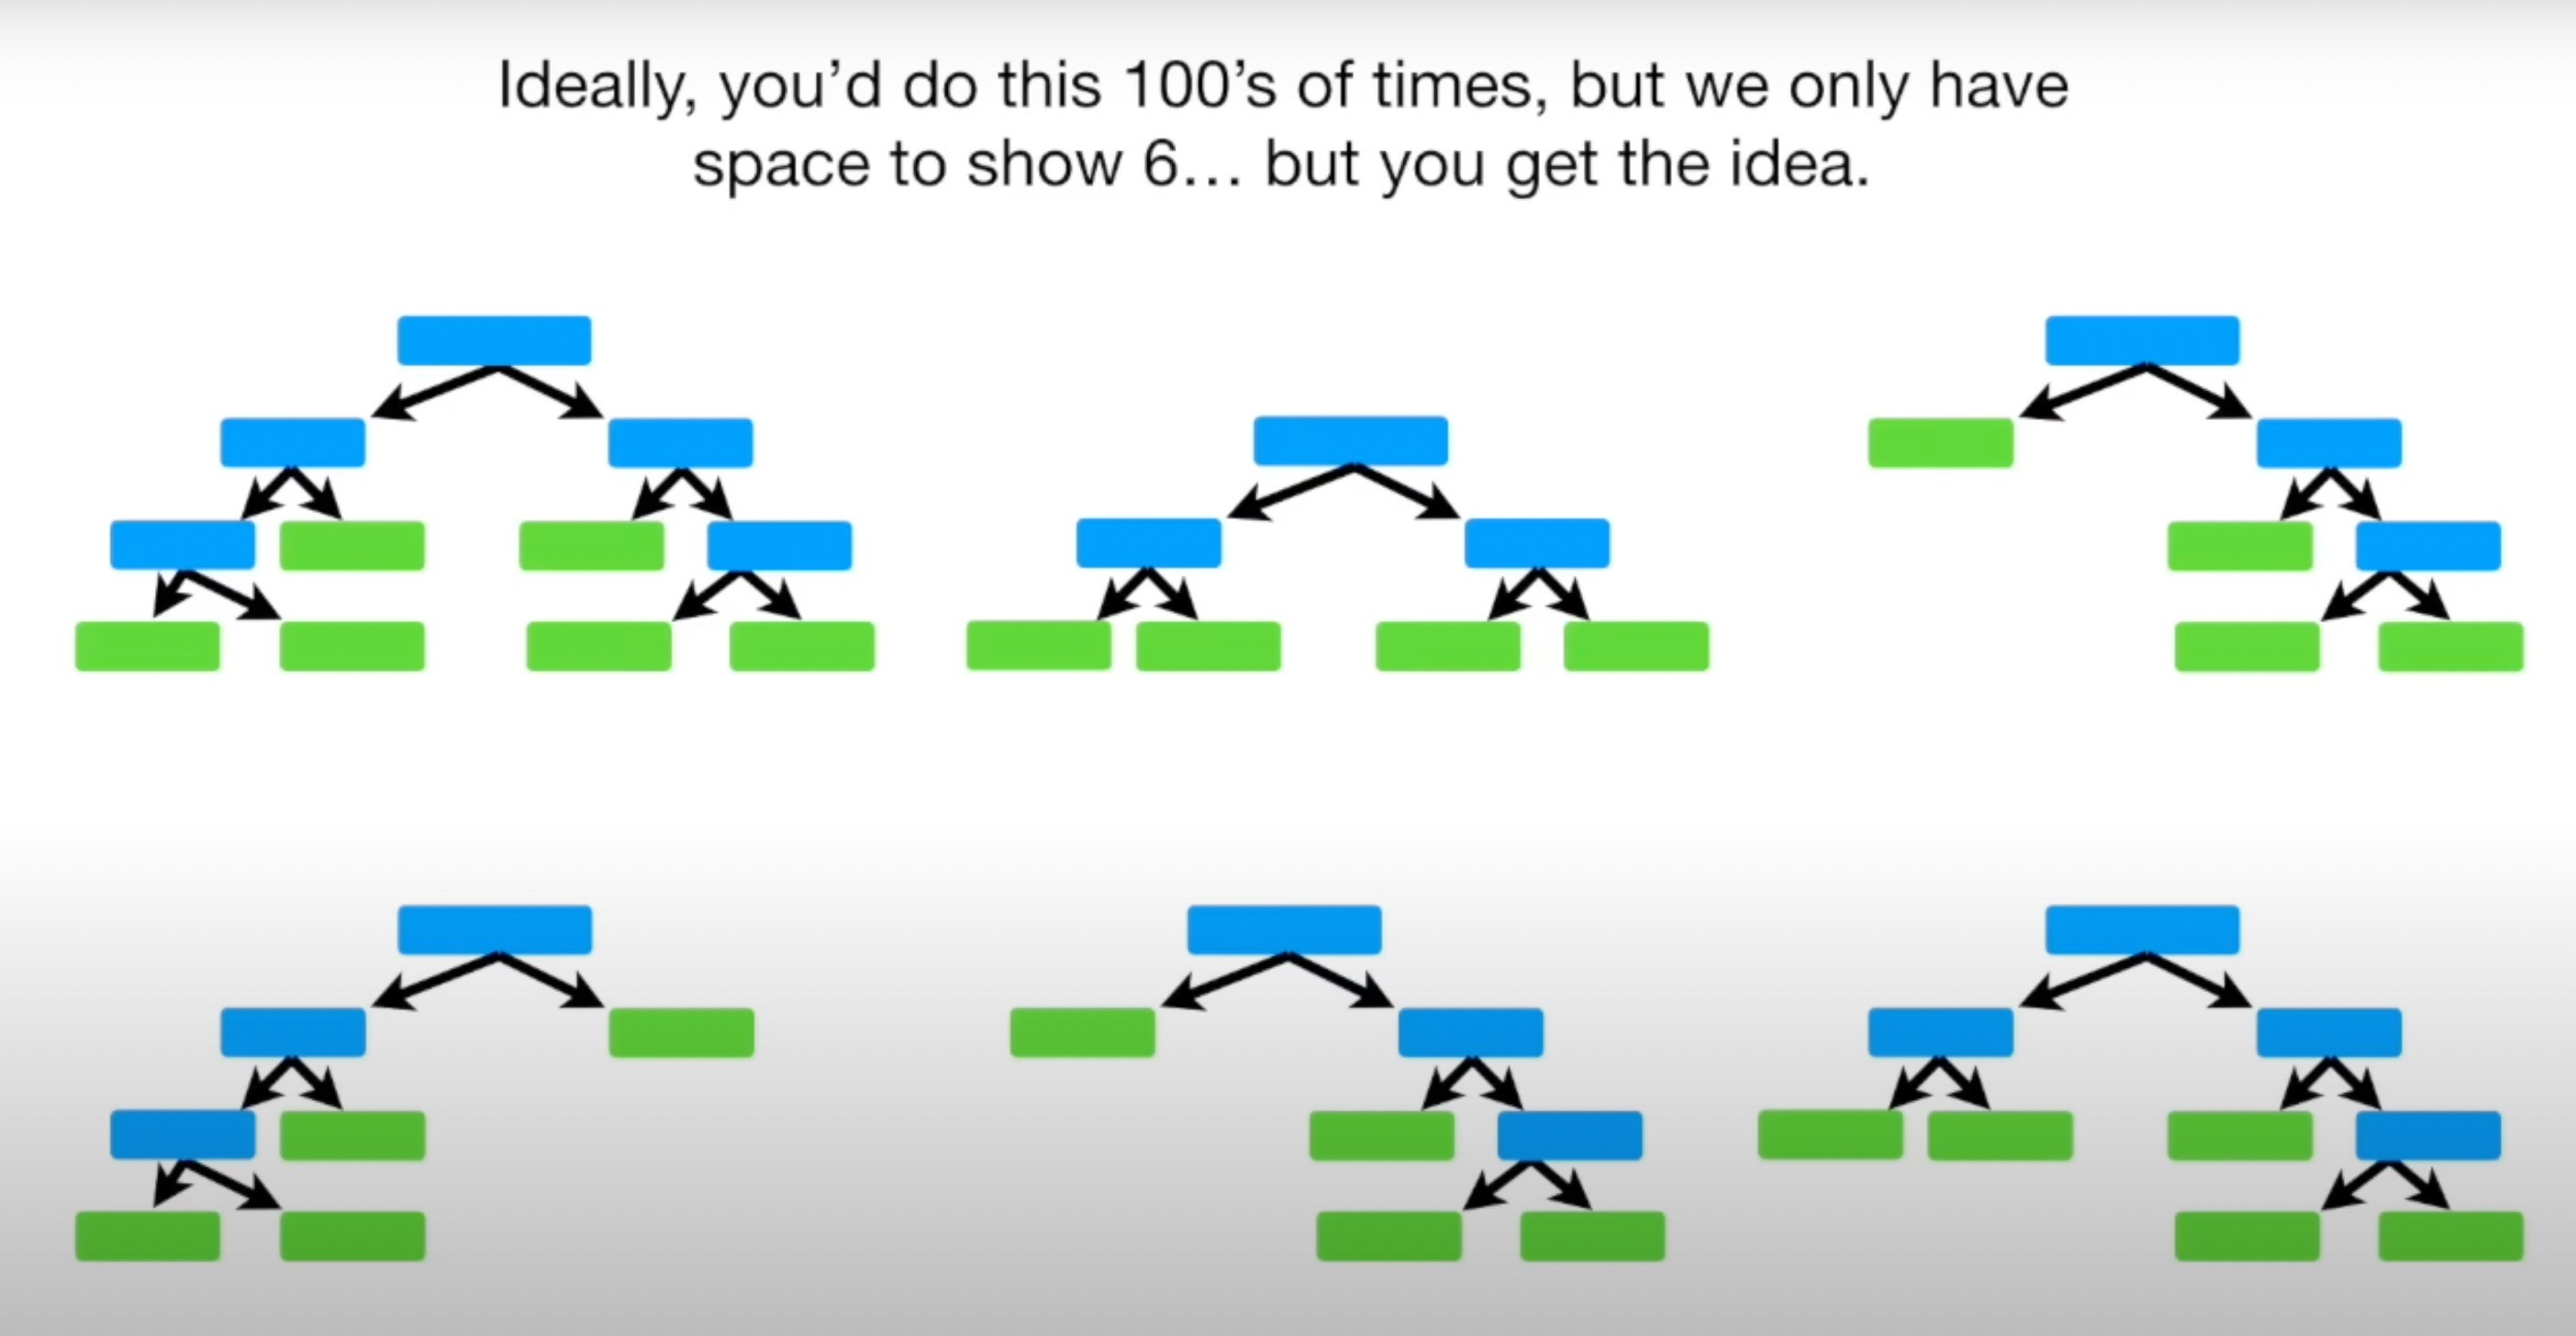 Ideally, you’d do this 100’s of times, but we only have
space to show 6… but you get the idea.